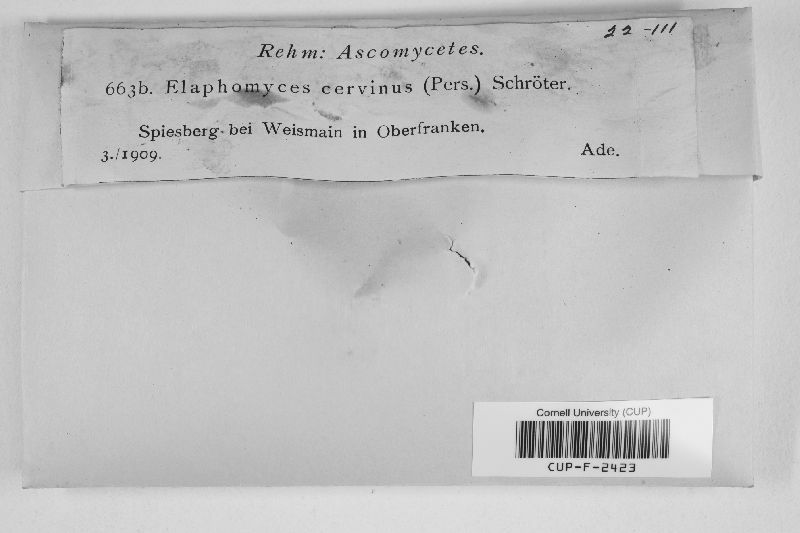 22-111
Rehm: Ascomycetes.
663b. Elaphomyces cervinus (Pers.) Schröter.
Spiesberg bei Weismain in Oberfranken.
3./1909. Ade.
Cornell University (CUP)
CUP-F-2423